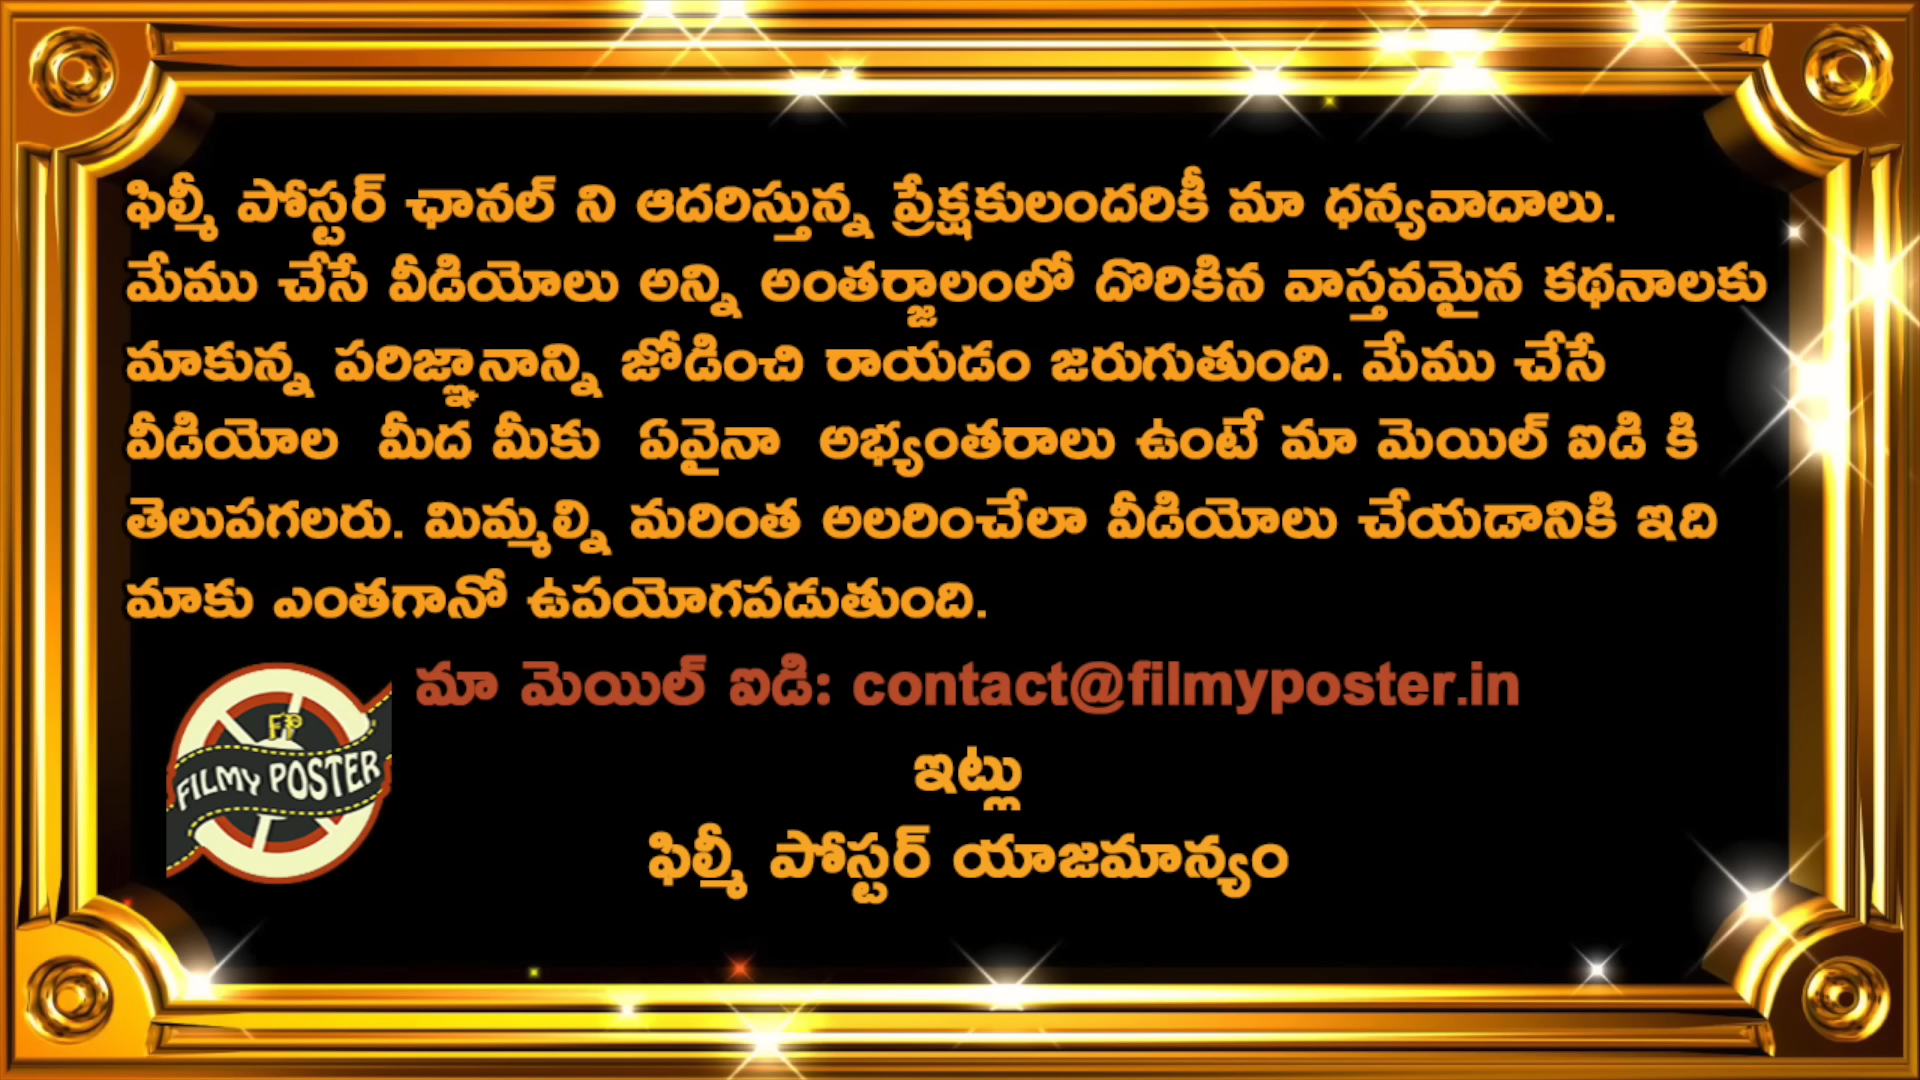 ఫిల్మీ పోస్టర్ ఛానల్ ని ఆదరిస్తున్న ప్రేక్షకులందరికీ మా ధన్యవాదాలు.
మేము చేసే వీడియోలు అన్ని అంతర్జాలంలో దొరికిన వాస్తవమైన కథనాలకు
మాకున్న పరిజ్ఞానాన్ని జోడించి రాయడం జరుగుతుంది. మేము చేసే
వీడియోల మీద మీకు ఏవైనా అభ్యంతరాలు ఉంటే మా మెయిల్ ఐడి కి
తెలుపగలరు. మిమ్మల్ని మరింత అలరించేలా వీడియోలు చేయడానికి ఇది
మాకు ఎంతగానో ఉపయోగపడుతుంది.
మా మెయిల్ ఐడి: contact@filmyposter.in
FP
FILMY POSTER
ఇట్లు
ఫిల్మీ పోస్టర్ యాజమాన్యం